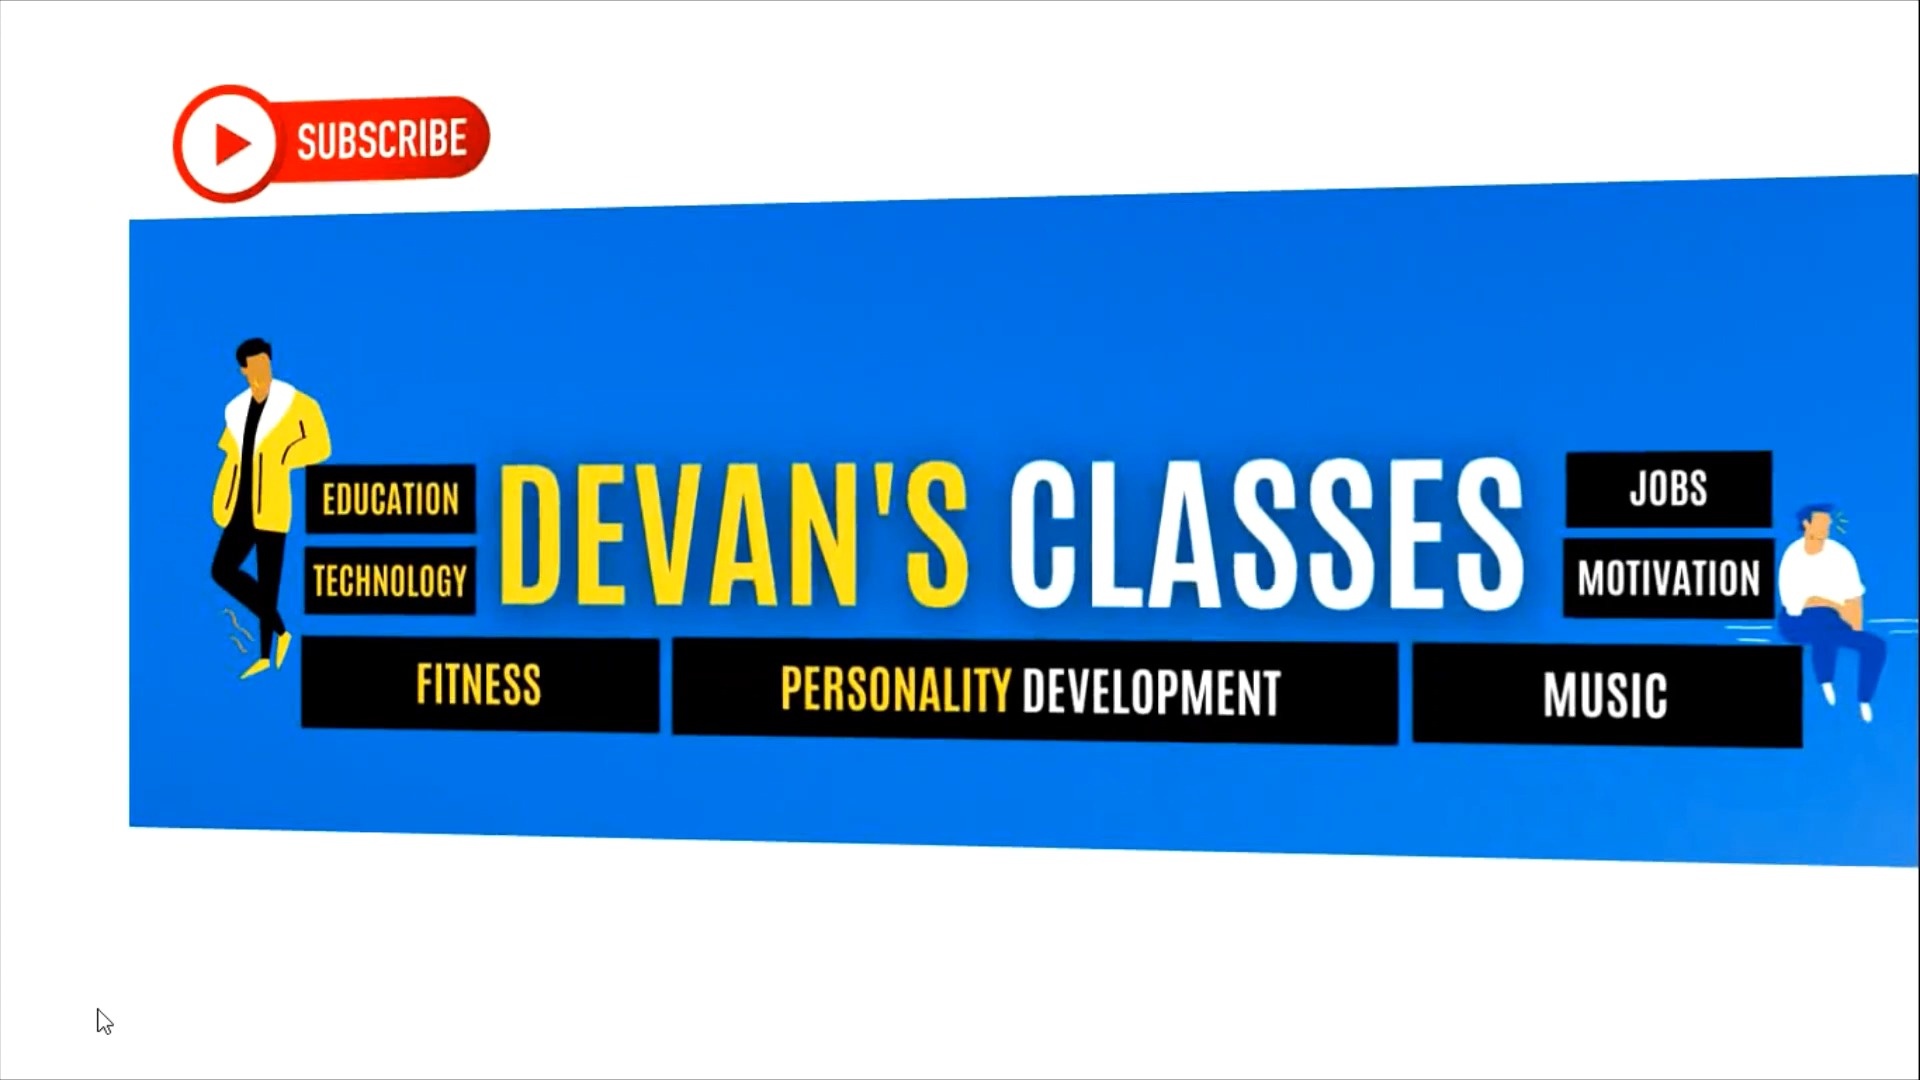 SUBSCRIBE
EDUCATION
TECHNOLOGY
DEVAN'S CLASSES
JOBS
MOTIVATION
FITNESS
PERSONALITY DEVELOPMENT
MUSIC